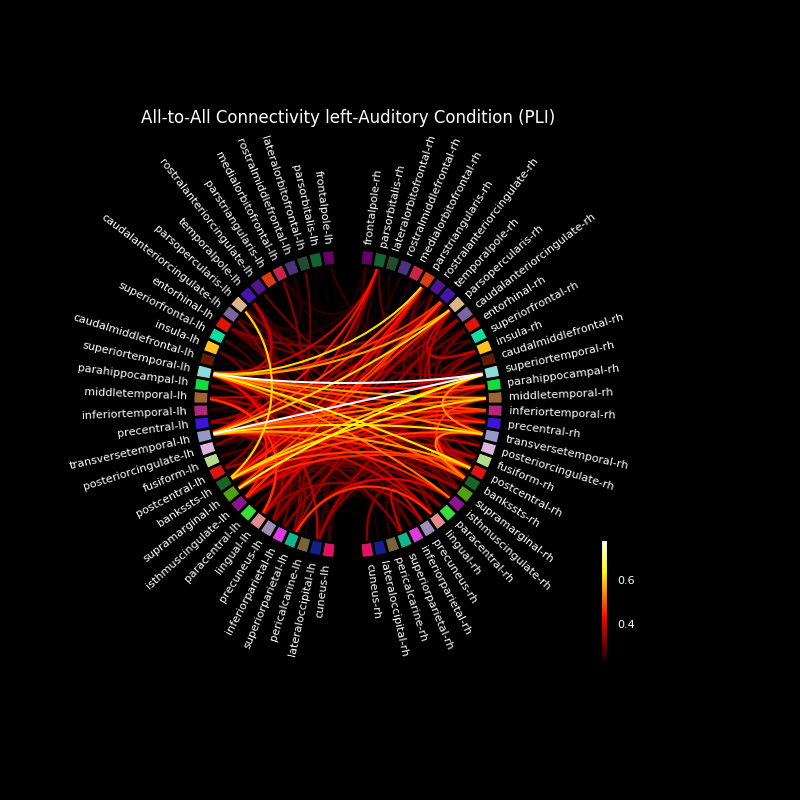 All-to-All Connectivity left-Auditory Condition (PLI)
frontalpole-lh
parsorbitalis-lh
lateralorbitofrontal-lh
rostralmiddlefrontal-lh
medialorbitofrontal-lh
parstriangularis-lh
rostralanteriorcingulate-lh
temporalpole-lh
parsopercularis-lh
caudalanteriorcingulate-lh
entorhinal-lh
superiorfrontal-lh
insula-lh
caudalmiddlefrontal-lh
superiortemporal-lh
parahippocampal-lh
middletemporal-lh
inferiortemporal-lh
precentral-lh
transversetemporal-lh
posteriorcingulate-lh
fusiform-lh
postcentral-lh
bankssts-lh
supramarginal-lh
isthmuscingulate-lh
paracentral-lh
lingual-lh
precuneus-lh
inferiorparietal-lh
superiorparietal-lh
pericalcarine-lh
lateraloccipital-lh
cuneus-lh
frontalpole-rh
parsorbitalis-rh
lateralorbitofrontal-rh
rostralmiddlefrontal-rh
medialorbitofrontal-rh
parstriangularis-rh
rostralanteriorcingulate-rh
temporalpole-rh
parsopercularis-rh
caudalanteriorcingulate-rh
entorhinal-rh
superiorfrontal-rh
insula-rh
caudalmiddlefrontal-rh
superiortemporal-rh
parahippocampal-rh
middletemporal-rh
inferiortemporal-rh
precentral-rh
transversetemporal-rh
posteriorcingulate-rh
fusiform-rh
postcentral-rh
bankssts-rh
supramarginal-rh
isthmuscingulate-rh
paracentral-rh
lingual-rh
precuneus-rh
inferiorparietal-rh
superiorparietal-rh
pericalcarine-rh
lateraloccipital-rh
cuneus-rh
0.6
0.4